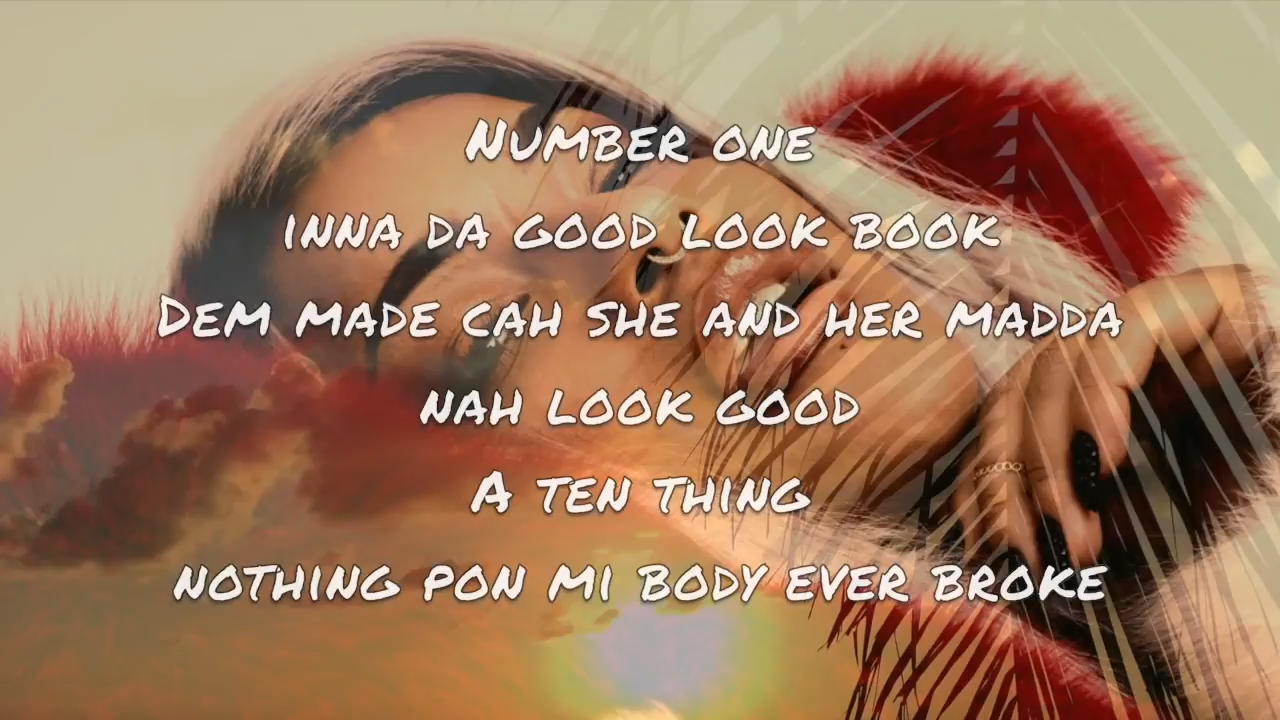 Number one
inna da good look book
Dem made cah she and her madda
nah look good
A ten thing
nothing pon mi body ever broke